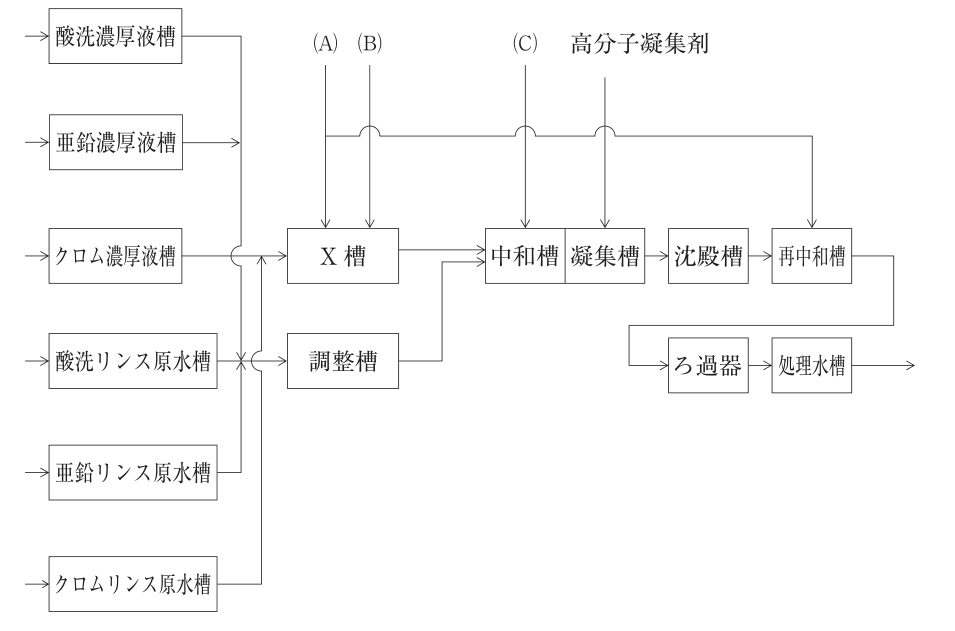 酸洗濃厚液槽
(A)
(B)
(C)
高分子凝集剤
亜鉛濃厚液槽
クロム濃厚液槽
X 槽
中和槽
凝集槽
沈殿槽
再中和槽
酸洗リンス原水槽
調整槽
ろ過器
処理水槽
亜鉛リンス原水槽
クロムリンス原水槽